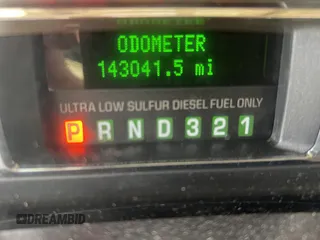 ODOMETER
143041.5 mi
ULTRA LOW SULFUR DIESEL FUEL ONLY
P R N D 3 2 1
DREAMBID